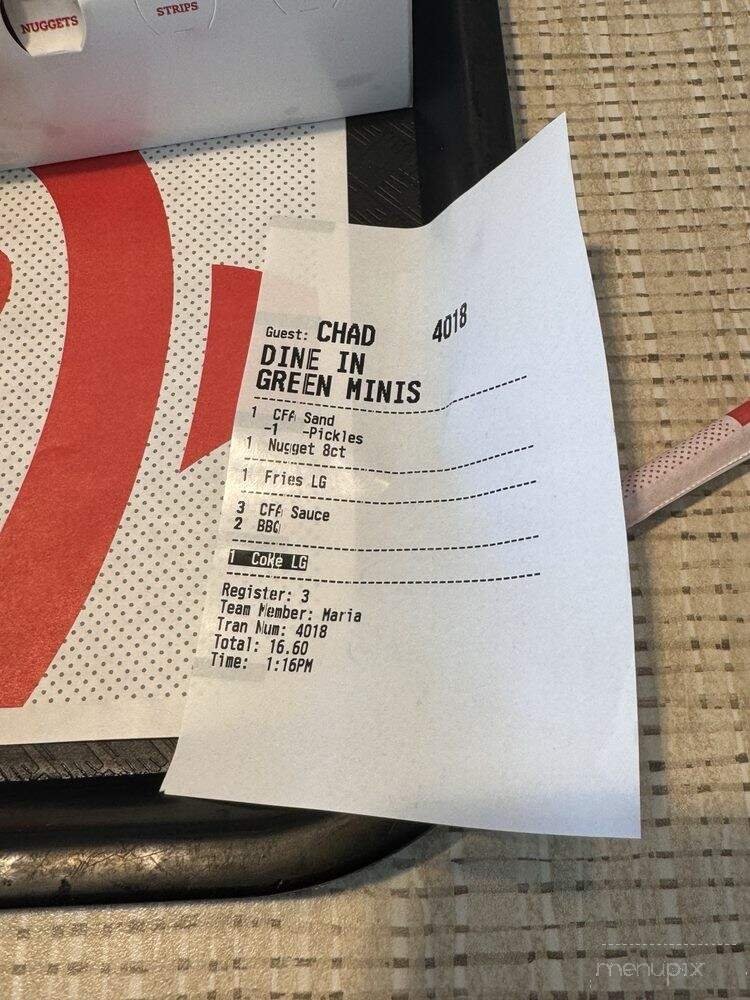 NUGGETS
STRIPS
Guest: CHAD 4018
DINE IN
GREEN MINIS
1 CFA Sand
-1 -Pickles
1 Nugget 8ct
1 Fries LG
3 CFA Sauce
2 BBQ
1 Coke LG
Register: 3
Team Member: Maria
Tran Num: 4018
Total: 16.60
Time: 1:16PM
menupix